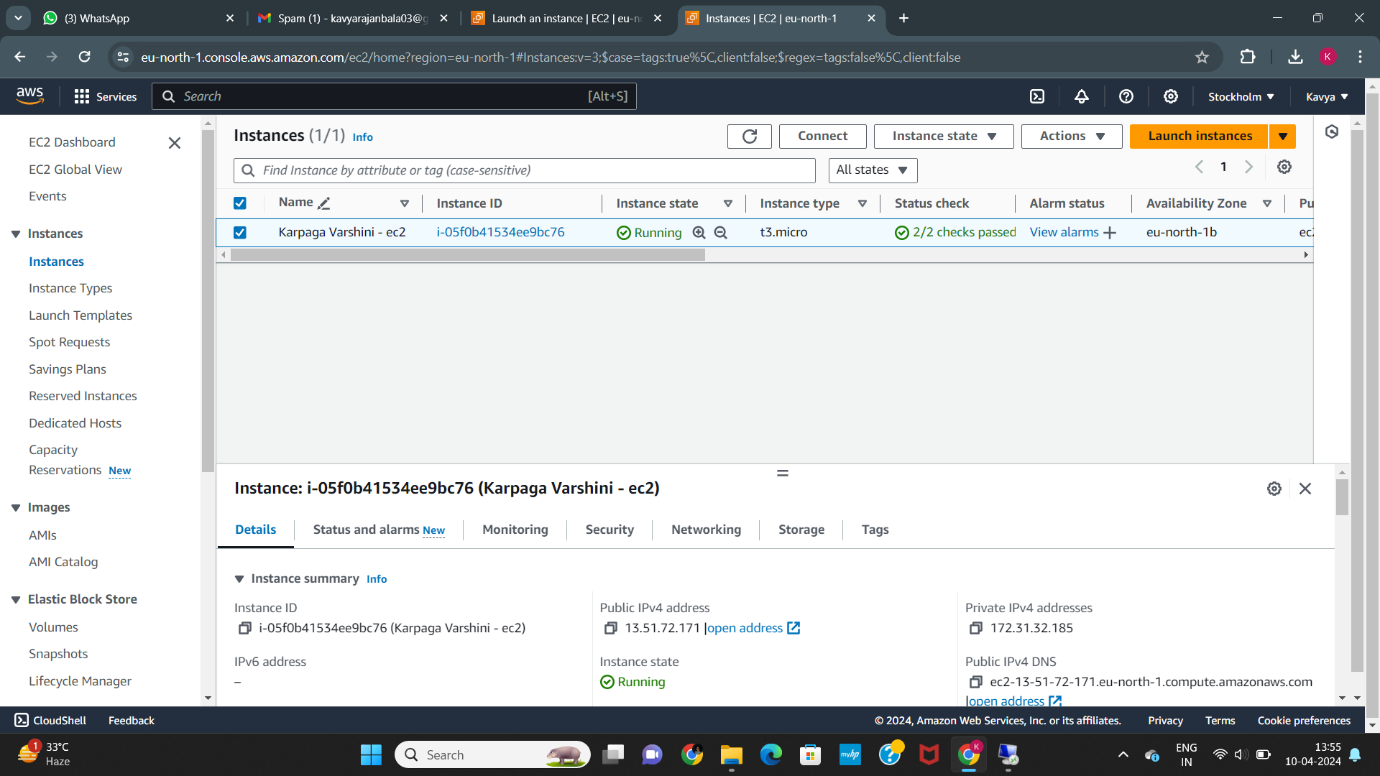 (3) WhatsApp
Spam (1) - kavyarajanbala03@g
Launch an instance | EC2 | eu-n
Instances | EC2 | eu-north-1
eu-north-1.console.aws.amazon.com/ec2/home?region=eu-north-1#Instances:v=3;$case=tags:true%5C,client:false;$regex=tags:false%5C,client:false
K
aws
Services
Search
[Alt+S]
Stockholm
Kavya
EC2 Dashboard
EC2 Global View
Events
Instances
Instances
Instance Types
Launch Templates
Spot Requests
Savings Plans
Reserved Instances
Dedicated Hosts
Capacity
Reservations New
Images
AMIs
AMI Catalog
Elastic Block Store
Volumes
Snapshots
Lifecycle Manager
Instances (1/1) Info
Connect
Instance state
Actions
Launch instances
Find Instance by attribute or tag (case-sensitive)
All states
1
Name
Instance ID
Instance state
Instance type
Status check
Alarm status
Availability Zone
Pu
Karpaga Varshini - ec2
i-05f0b41534ee9bc76
Running
t3.micro
2/2 checks passed
View alarms
eu-north-1b
ec2
Instance: i-05f0b41534ee9bc76 (Karpaga Varshini - ec2)
Details
Status and alarms New
Monitoring
Security
Networking
Storage
Tags
Instance summary Info
Instance ID
i-05f0b41534ee9bc76 (Karpaga Varshini - ec2)
Public IPv4 address
13.51.72.171 |open address
Private IPv4 addresses
172.31.32.185
IPv6 address
–
Instance state
Running
Public IPv4 DNS
ec2-13-51-72-171.eu-north-1.compute.amazonaws.com
|open address
CloudShell
Feedback
© 2024, Amazon Web Services, Inc. or its affiliates.
Privacy
Terms
Cookie preferences
1
33°C
Haze
Search
myhp
K
ENG
IN
13:55
10-04-2024